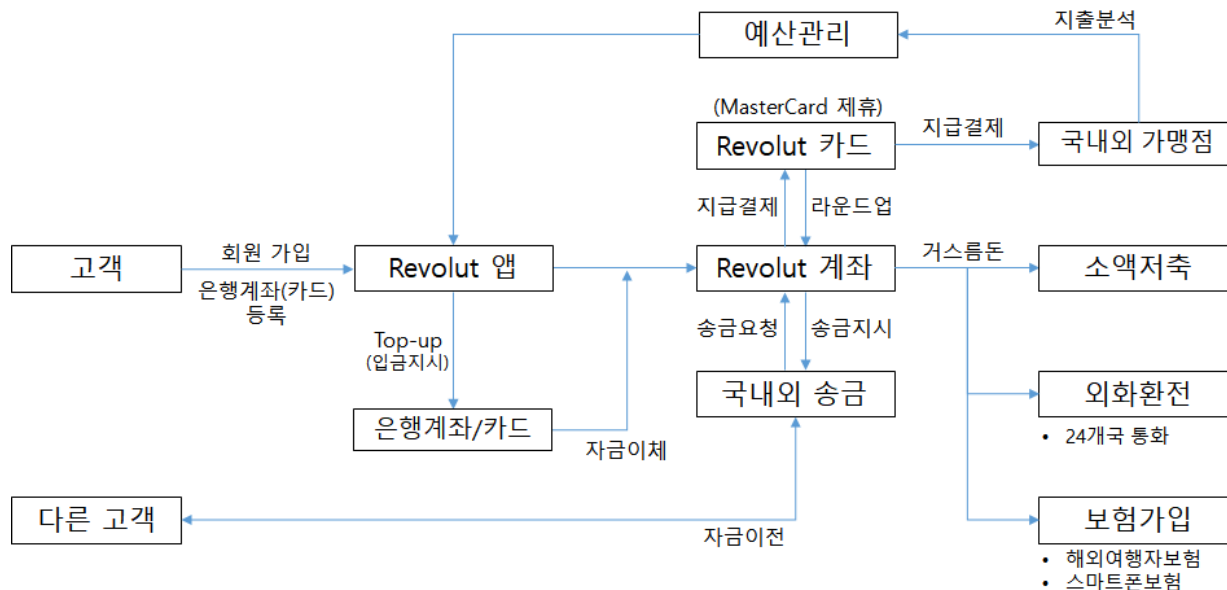 예산관리
지출분석
(MasterCard 제휴)
Revolut 카드
지급결제
국내외 가맹점
지급결제
라운드업
고객
회원 가입
은행계좌(카드)
등록
Revolut 앱
Revolut 계좌
거스름돈
소액저축
Top-up
(입금지시)
송금요청
송금지시
은행계좌/카드
자금이체
국내외 송금
외화환전
• 24개국 통화
다른 고객
자금이전
보험가입
• 해외여행자보험
• 스마트폰보험